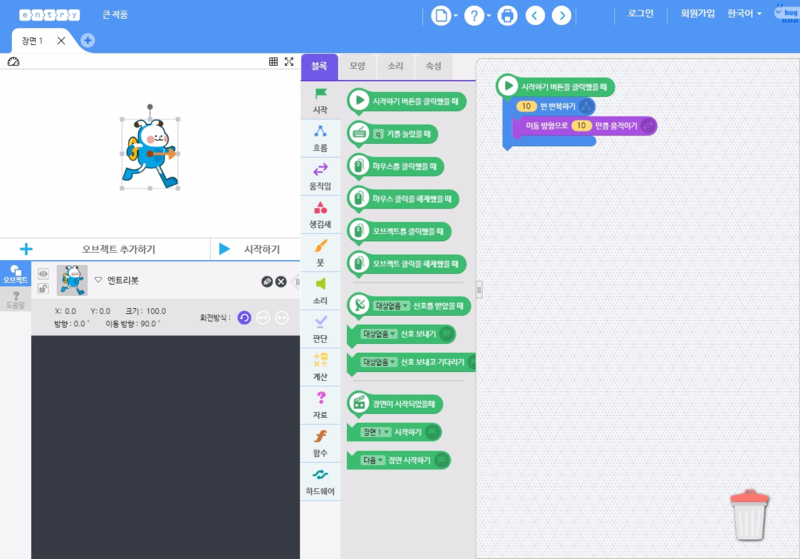 entry 큰 작품 로그인 회원가입 한국어 bug
장면 1
블록 모양 소리 속성
시작
흐름
움직임
생김새
붓
소리
판단
계산
자료
함수
하드웨어
시작하기 버튼을 클릭했을 때
q 키를 눌렀을 때
마우스를 클릭했을 때
마우스 클릭을 해제했을 때
오브젝트를 클릭했을 때
오브젝트 클릭을 해제했을 때
대상없음 신호를 받았을 때
대상없음 신호 보내기
대상없음 신호 보내고 기다리기
장면이 시작되었을때
장면 1 시작하기
다음 장면 시작하기
시작하기 버튼을 클릭했을 때
10 번 반복하기
이동 방향으로 10 만큼 움직이기
오브젝트 추가하기 시작하기
오브젝트
도움말
엔트리봇
X: 0.0 Y: 0.0 크기 : 100.0
방향 : 0.0 ˚ 이동 방향 : 90.0 ˚
회전방식 :